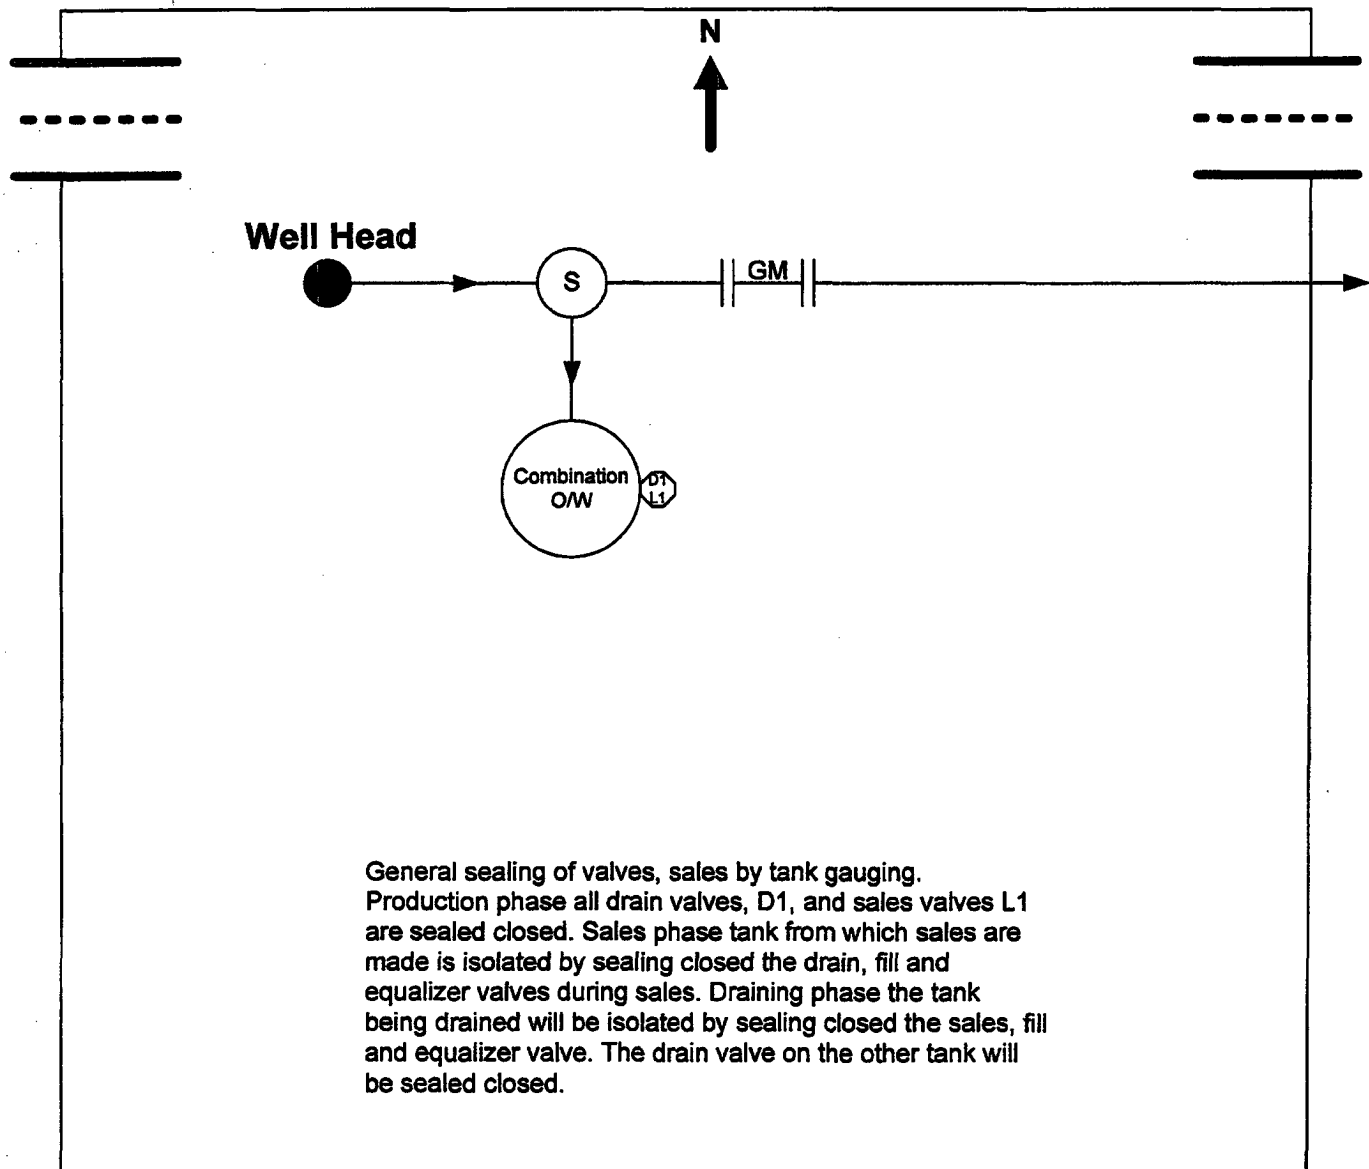 N
Well Head
S
GM
Combination
O/W
D1
L1
General sealing of valves, sales by tank gauging.
Production phase all drain valves, D1, and sales valves L1
are sealed closed. Sales phase tank from which sales are
made is isolated by sealing closed the drain, fill and
equalizer valves during sales. Draining phase the tank
being drained will be isolated by sealing closed the sales, fill
and equalizer valve. The drain valve on the other tank will
be sealed closed.